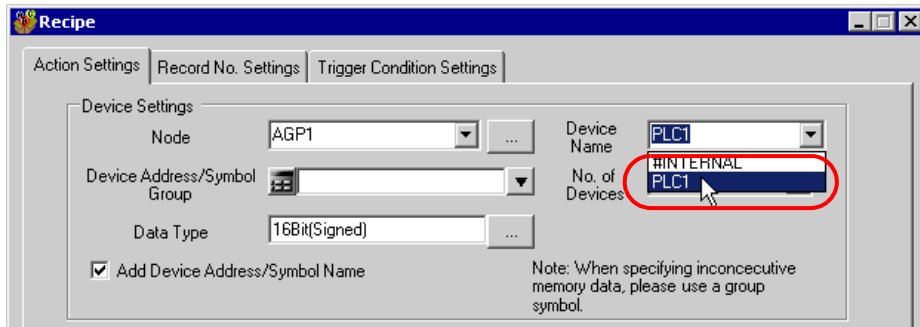 Recipe
Action Settings
Record No. Settings
Trigger Condition Settings
Device Settings
Node
AGP1
...
Device
Name
PLC1
#INTERNAL
PLC1
Device Address/Symbol
Group
No. of
Devices
Data Type
16Bit(Signed)
...
Add Device Address/Symbol Name
Note: When specifying inconcecutive
memory data, please use a group
symbol.